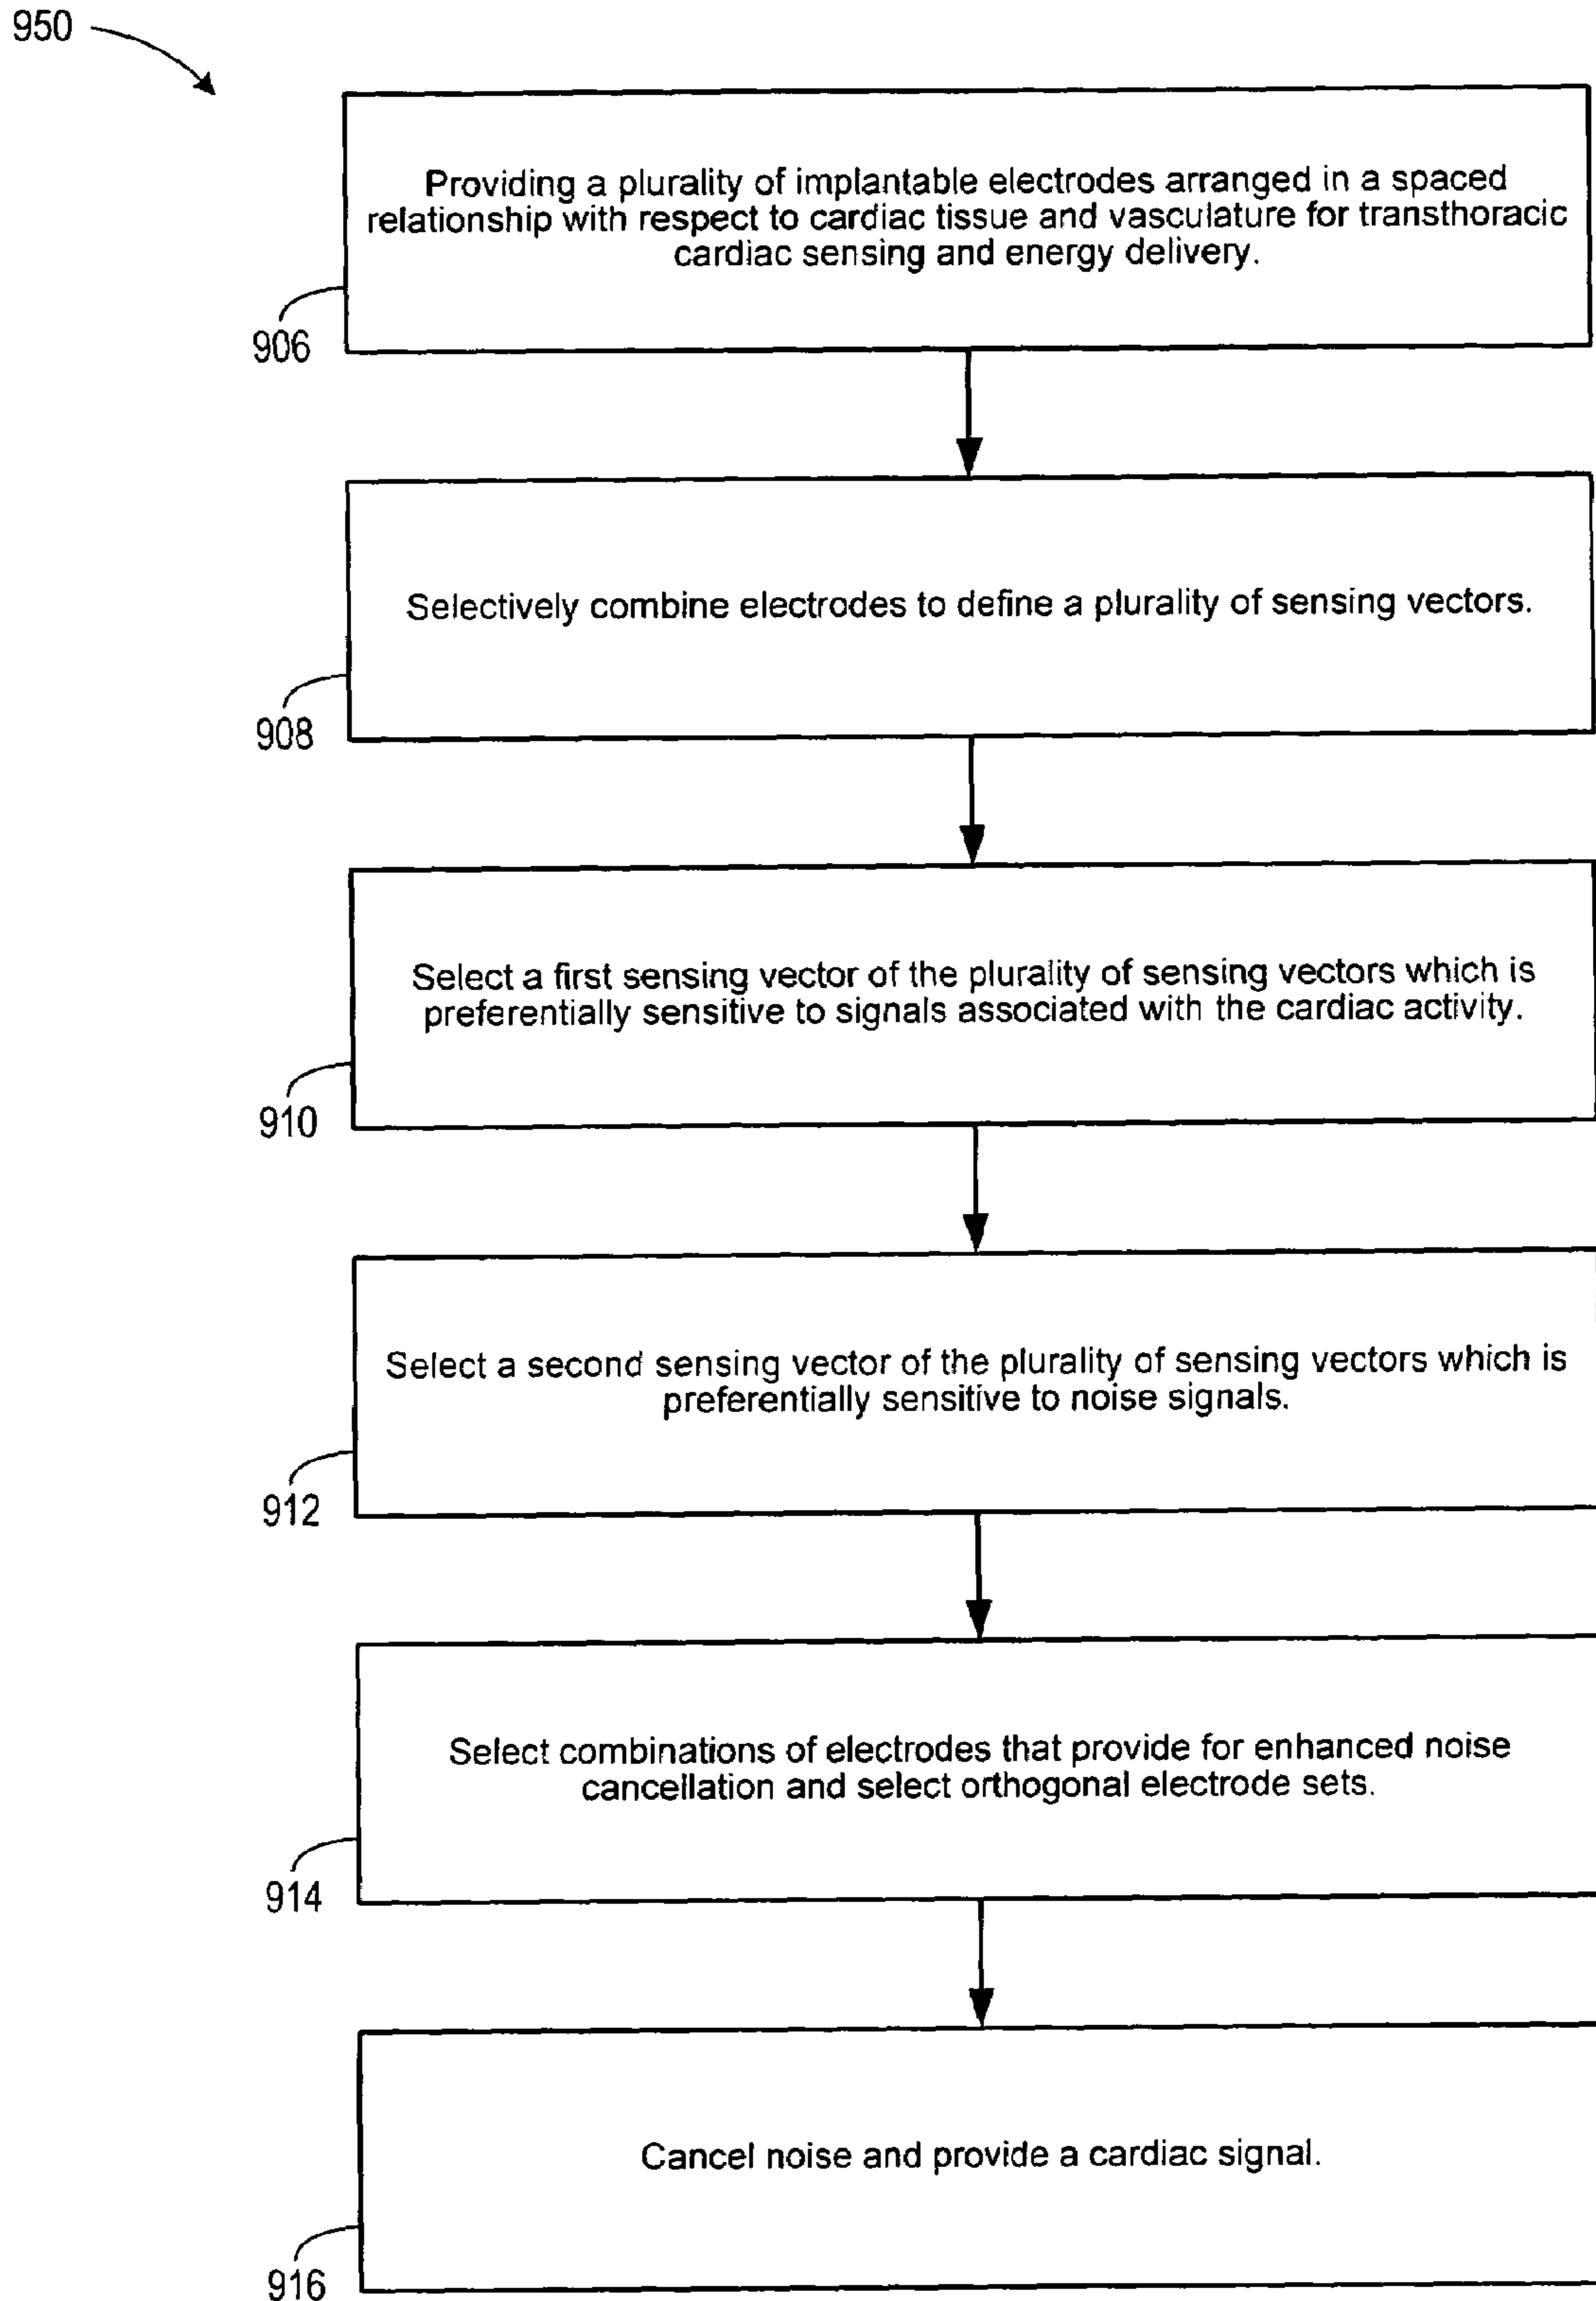 950
Providing a plurality of implantable electrodes arranged in a spaced
relationship with respect to cardiac tissue and vasculature for transthoracic
cardiac sensing and energy delivery.
906
Selectively combine electrodes to define a plurality of sensing vectors.
908
Select a first sensing vector of the plurality of sensing vectors which is
preferentially sensitive to signals associated with the cardiac activity.
910
Select a second sensing vector of the plurality of sensing vectors which is
preferentially sensitive to noise signals.
912
Select combinations of electrodes that provide for enhanced noise
cancellation and select orthogonal electrode sets.
914
Cancel noise and provide a cardiac signal.
916